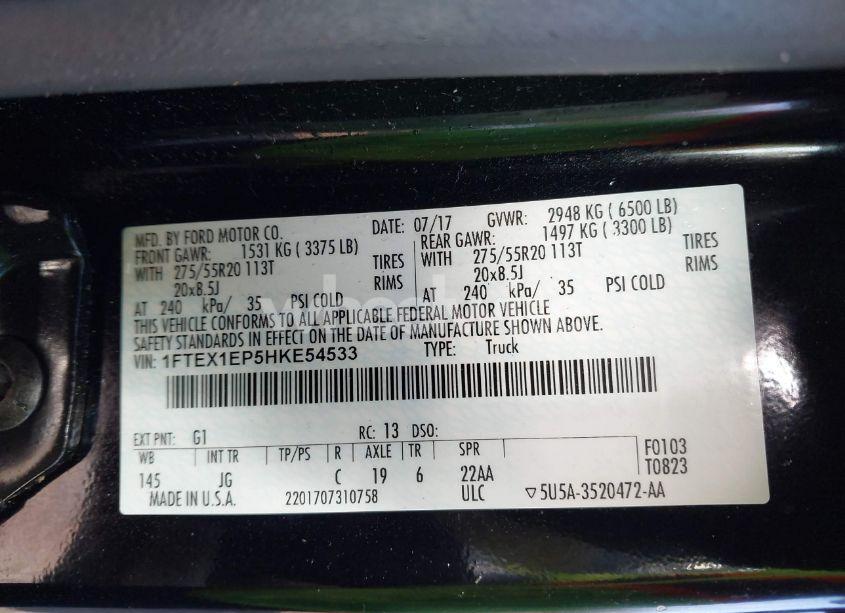 MFD. BY FORD MOTOR CO. DATE: 07/17 GVWR: 2948 KG ( 6500 LB)
FRONT GAWR: 1531 KG ( 3375 LB) REAR GAWR: 1497 KG ( 3300 LB)
WITH 275/55R20 113T TIRES WITH 275/55R20 113T TIRES
20x8.5J RIMS 20x8.5J RIMS
AT 240 kPa/ 35 PSI COLD AT 240 kPa/ 35 PSI COLD
THIS VEHICLE CONFORMS TO ALL APPLICABLE FEDERAL MOTOR VEHICLE
SAFETY STANDARDS IN EFFECT ON THE DATE OF MANUFACTURE SHOWN ABOVE.
VIN: 1FTEX1EP5HKE54533 TYPE: Truck
EXT PNT: G1 RC: 13 DSO: F0103
WB INT TR TP/PS R AXLE TR SPR T0823
145 JG C 19 6 22AA
MADE IN U.S.A. 2201707310758 ULC ▽5U5A-3520472-AA